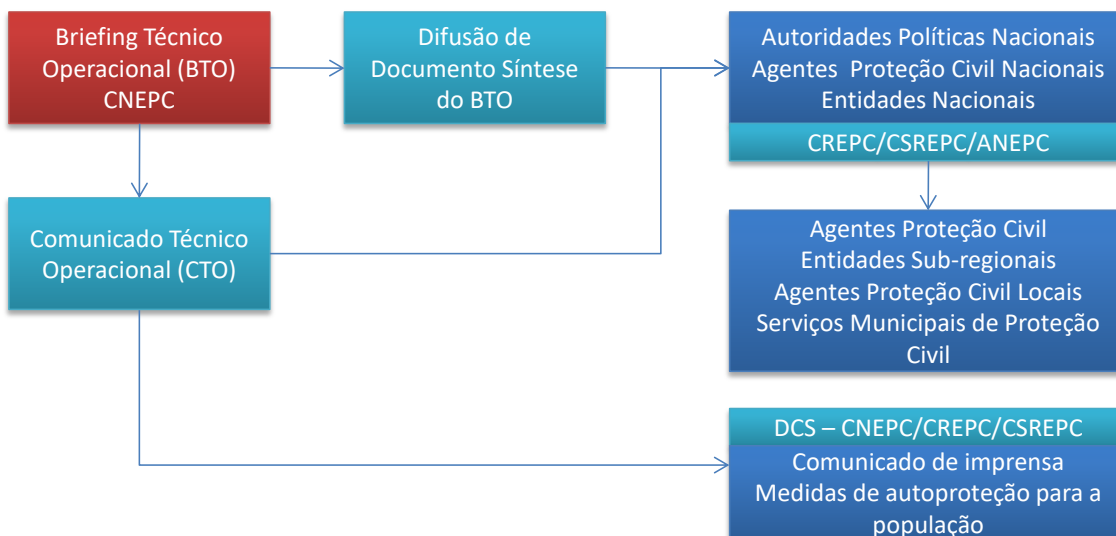 Briefing Técnico
Operacional (BTO)
CNEPC
Difusão de
Documento Síntese
do BTO
Autoridades Políticas Nacionais
Agentes Proteção Civil Nacionais
Entidades Nacionais
CREPC/CSREPC/ANEPC
Comunicado Técnico
Operacional (CTO)
Agentes Proteção Civil
Entidades Sub-regionais
Agentes Proteção Civil Locais
Serviços Municipais de Proteção
Civil
DCS – CNEPC/CREPC/CSREPC
Comunicado de imprensa
Medidas de autoproteção para a
população